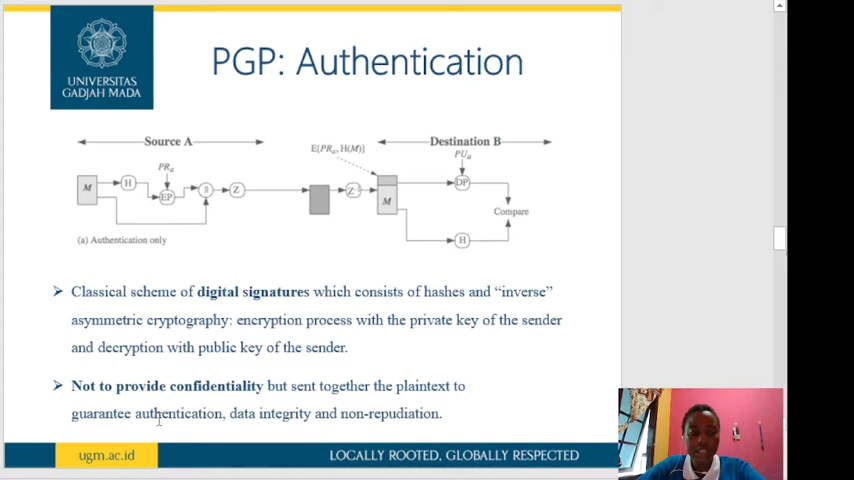 UNIVERSITAS
GADJAH MADA
PGP: Authentication
Source A
E[PRa, H(M)]
Destination B
PRa
PUa
M
H
EP
||
Z
Z-1
M
DP
Compare
H
(a) Authentication only
Classical scheme of digital signatures which consists of hashes and “inverse”
asymmetric cryptography: encryption process with the private key of the sender
and decryption with public key of the sender.
Not to provide confidentiality but sent together the plaintext to
guarantee authentication, data integrity and non-repudiation.
ugm.ac.id
LOCALLY ROOTED, GLOBALLY RESPECTED